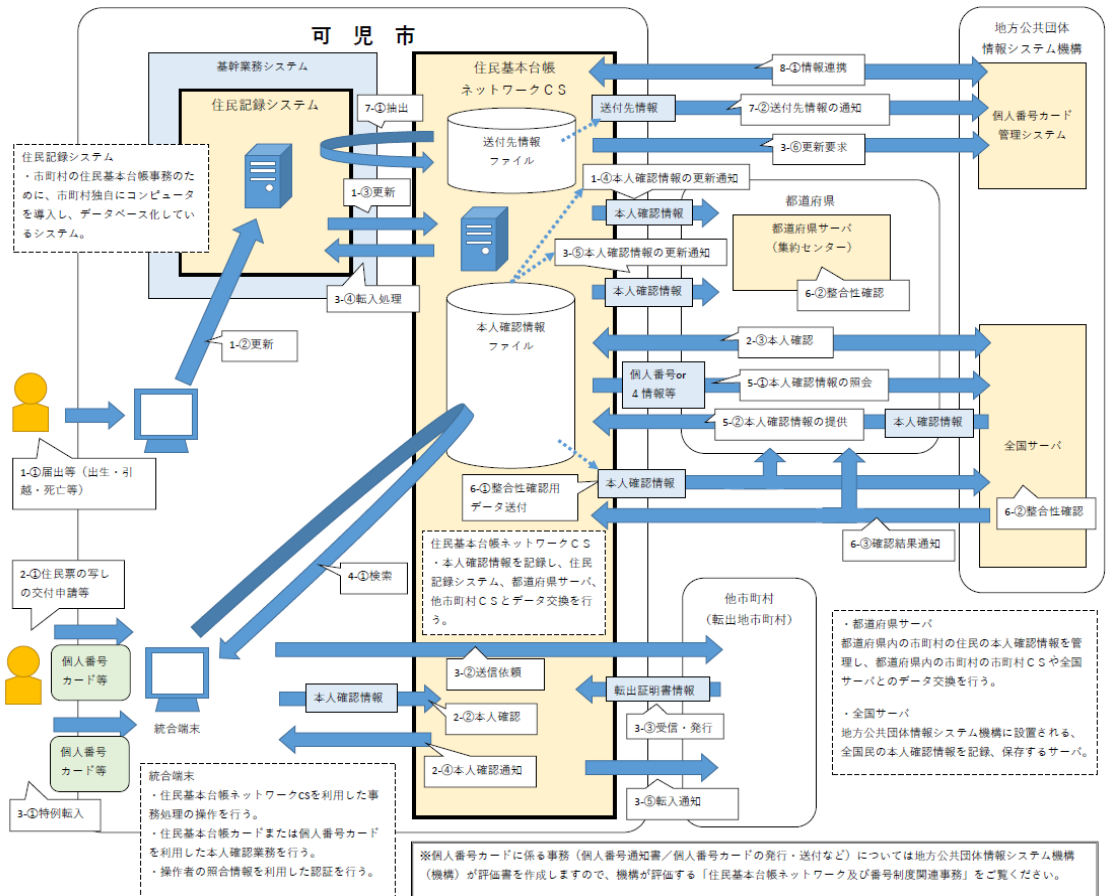 可児市
地方公共団体
情報システム機構
基幹業務システム
住民記録システム
住民基本台帳
ネットワークＣＳ
8-①情報連携
7-①抽出
送付先情報
7-②送付先情報の通知
個人番号カード
管理システム
送付先情報
ファイル
3-⑥更新要求
住民記録システム
・市町村の住民基本台帳事務のた
めに、市町村独自にコンピュータ
を導入し、データベース化してい
るシステム。
1-③更新
1-④本人確認情報の更新通知
都道府県
本人確認情報
都道府県サーバ
（集約センター）
3-⑤本人確認情報の更新通知
3-④転入処理
本人確認情報
6-②整合性確認
本人確認情報
ファイル
1-②更新
2-③本人確認
個人番号or
４情報等
5-①本人確認情報の照会
5-②本人確認情報の提供
本人確認情報
全国サーバ
1-①届出等（出生・引
越・死亡等）
6-①整合性確認用
データ送付
本人確認情報
6-②整合性確認
6-③確認結果通知
住民基本台帳ネットワークＣＳ
・本人確認情報を記録し、住民
記録システム、都道府県サーバ、
他市町村ＣＳとデータ交換を行
う。
2-①住民票の写し
の交付申請等
4-①検索
他市町村
（転出地市町村）
・都道府県サーバ
都道府県内の市町村の住民の本人確認情報を管
理し、都道府県内の市町村の市町村ＣＳや全国
サーバとのデータ交換を行う。
・全国サーバ
地方公共団体情報システム機構に設置される、
全国民の本人確認情報を記録、保存するサーバ。
個人番号
カード等
3-②送信依頼
統合端末
本人確認情報
2-②本人確認
転出証明書情報
3-③受信・発行
個人番号
カード等
2-④本人確認通知
3-⑤転入通知
3-①特例転入
統合端末
・住民基本台帳ネットワークCSを利用した事
務処理の操作を行う。
・住民基本台帳カードまたは個人番号カード
を利用した本人確認業務を行う。
・操作者の照合情報を利用した認証を行う。
※個人番号カードに係る事務（個人番号通知書／個人番号カードの発行・送付など）については地方公共団体情報システム機構
（機構）が評価書を作成しますので、機構が評価する「住民基本台帳ネットワーク及び番号制度関連事務」をご覧ください。